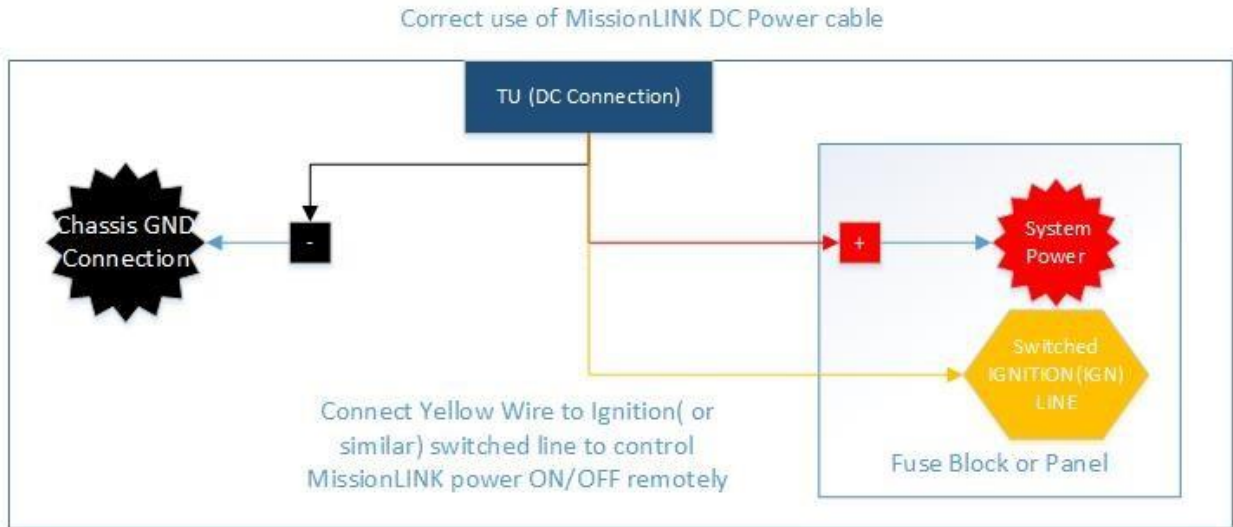 Correct use of MissionLINK DC Power cable
TU (DC Connection)
Chassis GND
Connection
-
+
System
Power
Switched
IGNITION(IGN)
LINE
Connect Yellow Wire to Ignition( or
similar) switched line to control
MissionLINK power ON/OFF remotely
Fuse Block or Panel